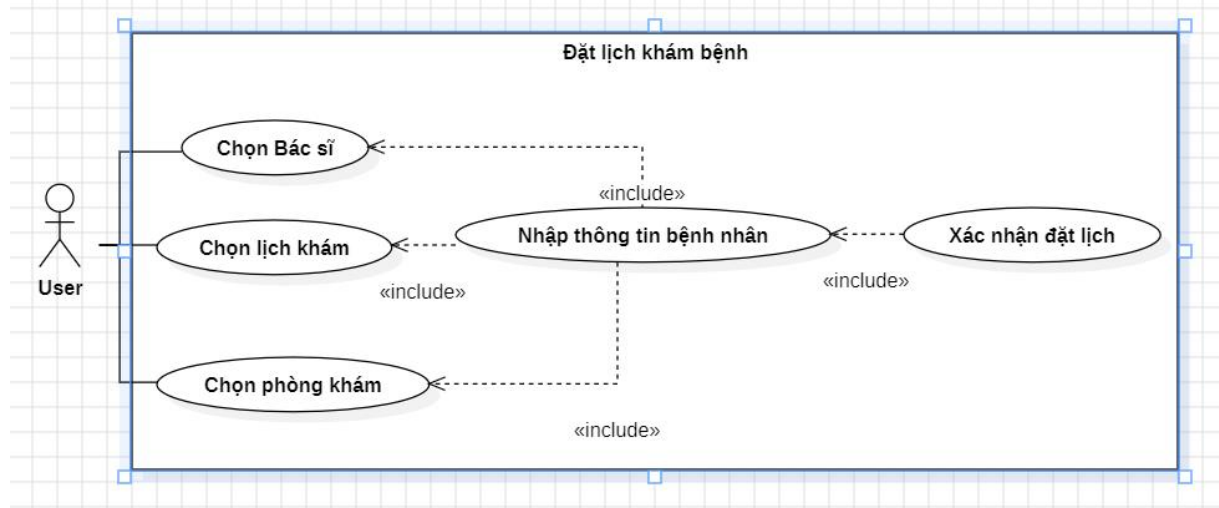 Đặt lịch khám bệnh
Chọn Bác sĩ
«include»
Chọn lịch khám
Nhập thông tin bệnh nhân
Xác nhận đặt lịch
User
«include»
«include»
Chọn phòng khám
«include»